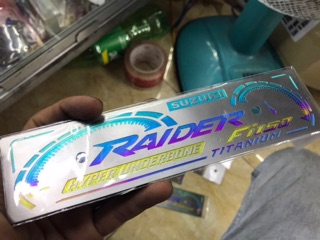 SUZUKI
RAIDER
FI150
HYPER UNDERBONE
TITANIUM